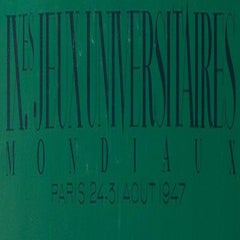 IXES JEUX UNIVERSITAIRES
MONDIAUX
PARIS 24-31 AOUT 1947